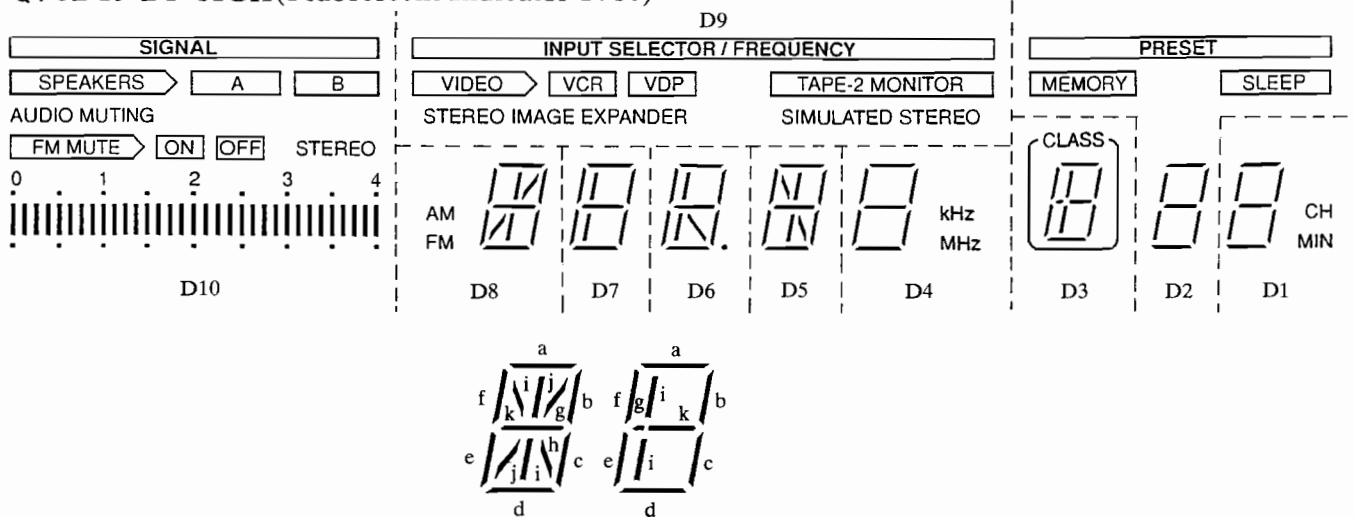 D9
SIGNAL INPUT SELECTOR / FREQUENCY PRESET
SPEAKERS A B VIDEO VCR VDP TAPE-2 MONITOR MEMORY SLEEP
AUDIO MUTING STEREO IMAGE EXPANDER SIMULATED STEREO
FM MUTE ON OFF STEREO CLASS
0 1 2 3 4
AM kHz CH
FM MHz MIN
D10 D8 D7 D6 D5 D4 D3 D2 D1
a a
f i j b f g i b
k g k
h
e j i c e i c
d d